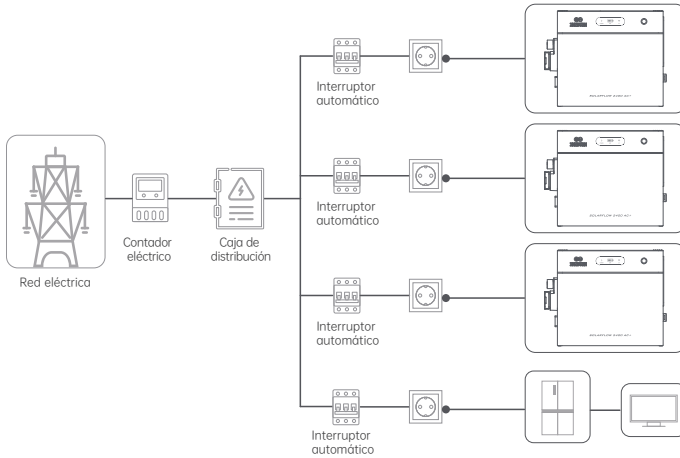 Interruptor
automático
Interruptor
automático
Contador
eléctrico
Caja de
distribución
Red eléctrica
Interruptor
automático
Interruptor
automático